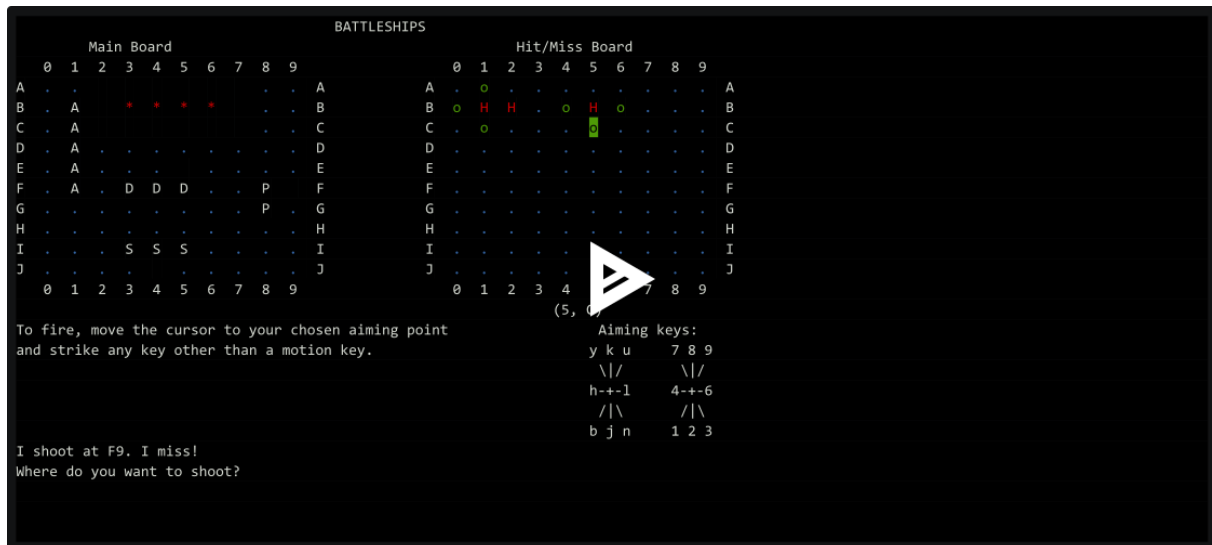 BATTLESHIPS
Main Board Hit/Miss Board
0 1 2 3 4 5 6 7 8 9 0 1 2 3 4 5 6 7 8 9
A . . . . A A . o . . . . . . . . A
B . A * * * * . . B B o H H . o H o . . . B
C . A . . C C . o . . . o . . . . C
D . A . . . . . . . . D D . . . . . . . . . . D
E . A . . . . . . . E E . . . . . . . . . . E
F . A . D D D . . P F F . . . . . . . . . . F
G . . . . . . . . P . G G . . . . . . . . . . G
H . . . . . . . . . . H H . . . . . . . . . . H
I . . . S S S . . . . I I . . . . . . . . . I
J . . . . . . . . . J J . . . . . . . . J
0 1 2 3 4 5 6 7 8 9 0 1 2 3 4 7 8 9
(5,
To fire, move the cursor to your chosen aiming point Aiming keys:
and strike any key other than a motion key. y k u 7 8 9
\|/ \|/
h-+-l 4-+-6
/|\ /|\
b j n 1 2 3
I shoot at F9. I miss!
Where do you want to shoot?